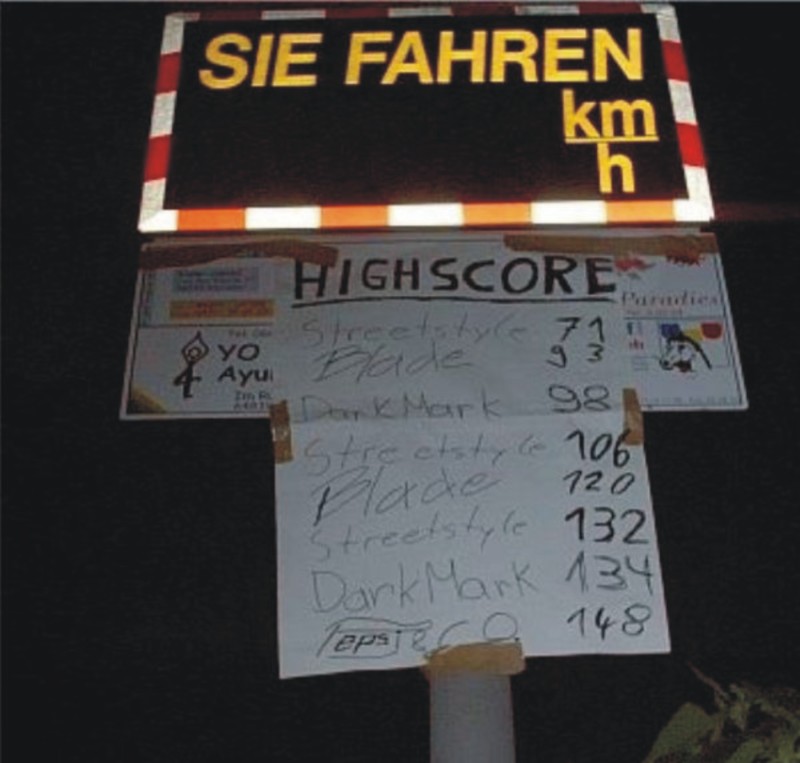 SIE FAHREN
km
h
HIGHSCORE
Streetstyle 71
Blade 93
DarkMark 98
Streetstyle 106
Blade 120
Streetstyle 132
DarkMark 134
148
Paradies
YO
Ayu